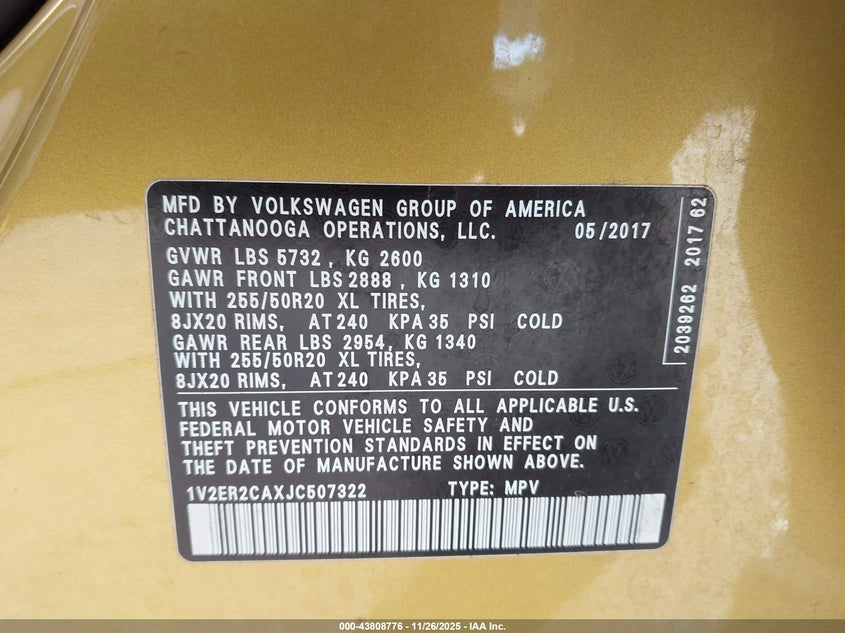 MFD BY VOLKSWAGEN GROUP OF AMERICA
CHATTANOOGA OPERATIONS, LLC. 05/2017
GVWR LBS 5732 , KG 2600
GAWR FRONT LBS 2888 , KG 1310
WITH 255/50R20 XL TIRES,
8JX20 RIMS, AT 240 KPA 35 PSI COLD
GAWR REAR LBS 2954, KG 1340
WITH 255/50R20 XL TIRES,
8JX20 RIMS, AT 240 KPA 35 PSI COLD
THIS VEHICLE CONFORMS TO ALL APPLICABLE U.S.
FEDERAL MOTOR VEHICLE SAFETY AND
THEFT PREVENTION STANDARDS IN EFFECT ON
THE DATE OF MANUFACTURE SHOWN ABOVE.
1V2ER2CAXJC507322 TYPE: MPV
2039262 2017 62
000-43808776 - 11/26/2025 - IAA Inc.